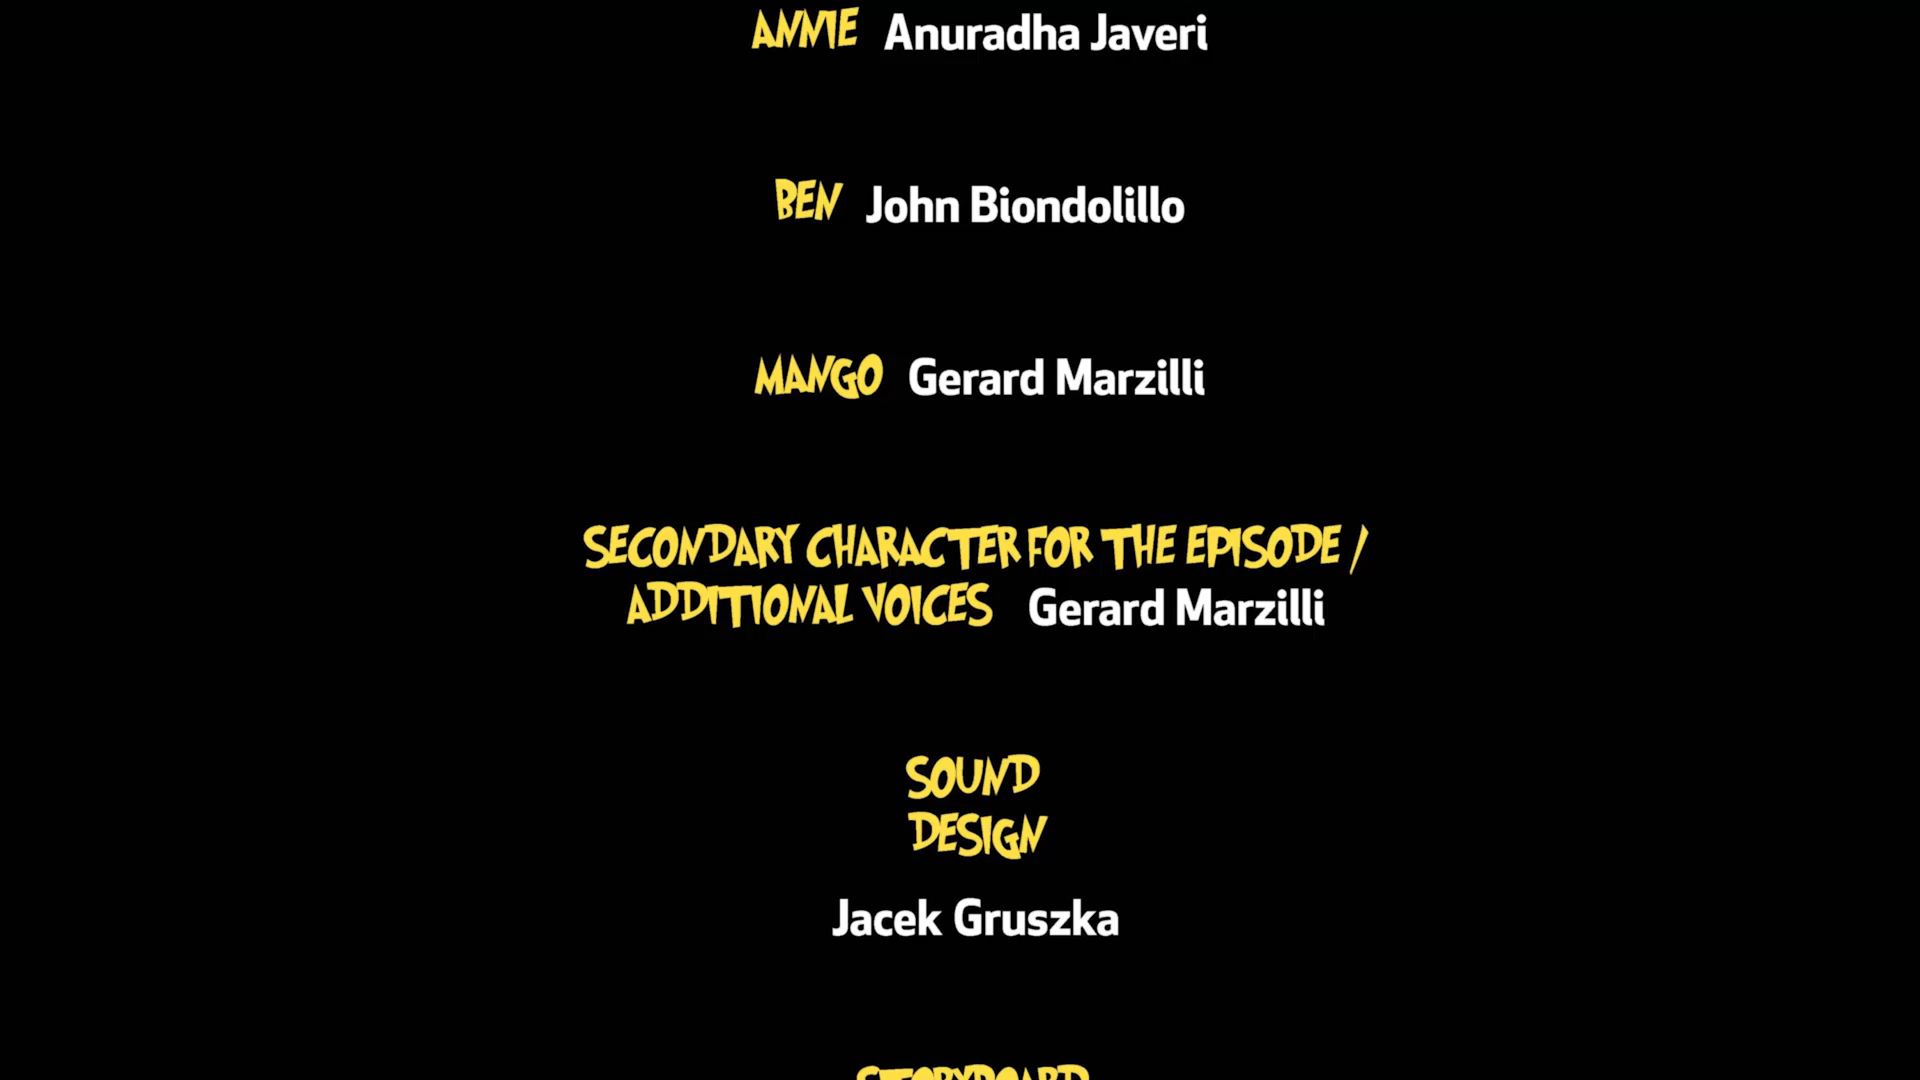 ANNIE Anuradha Javeri
BEN John Biondolillo
MANGO Gerard Marzilli
SECONDARY CHARACTER FOR THE EPISODE /
ADDITIONAL VOICES Gerard Marzilli
SOUND
DESIGN
Jacek Gruszka
STORYBOARD